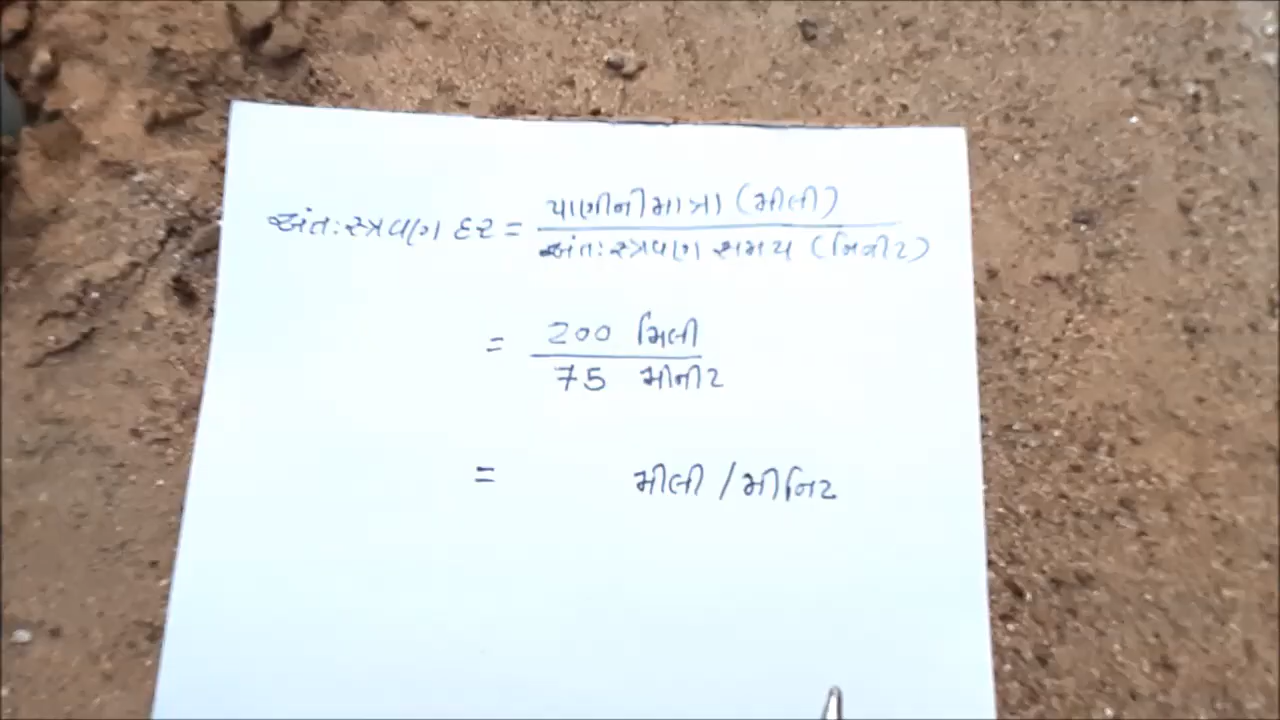 અંતઃસ્ત્રવણ દર = પાણીની માત્રા (મીલી)
અંતઃસ્ત્રવણ સમય (મિનીટ)
= 200 મિલી
75 મીનીટ
= મીલી / મીનિટ